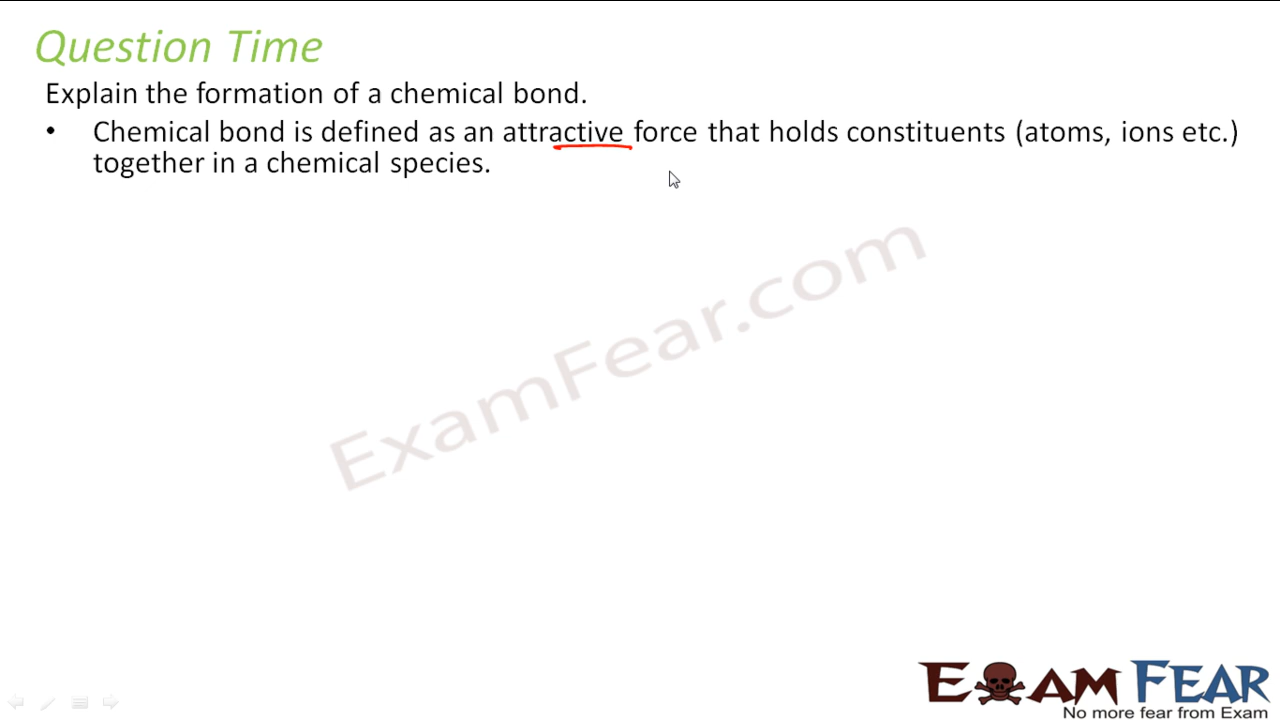 Question Time
Explain the formation of a chemical bond.
• Chemical bond is defined as an attractive force that holds constituents (atoms, ions etc.)
together in a chemical species.
ExamFear.com
EXAM FEAR
No more fear from Exam